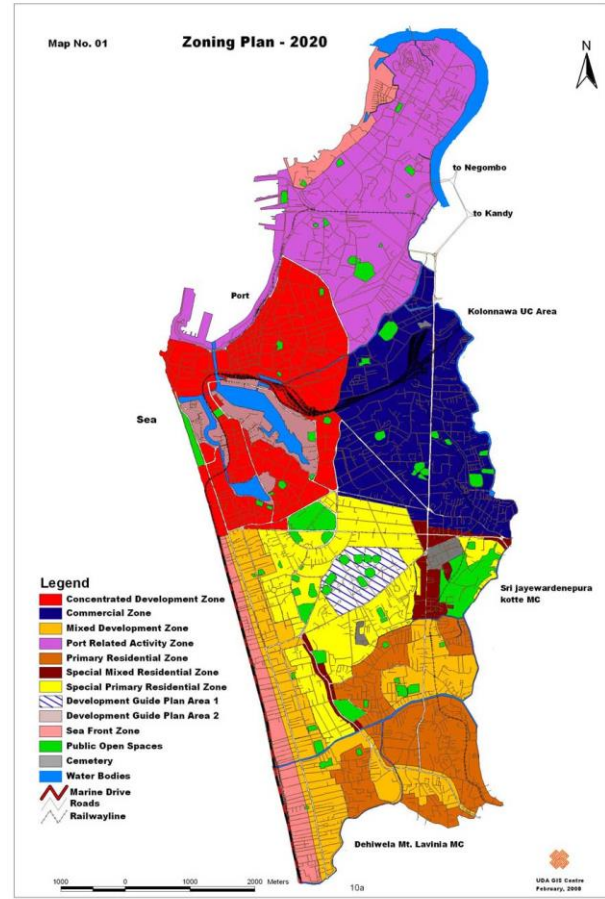 Map No. 01
Zoning Plan - 2020
N
to Negombo
to Kandy
Port
Kolonnawa UC Area
Sea
Sri jayewardenepura
kotte MC
Legend
Concentrated Development Zone
Commercial Zone
Mixed Development Zone
Port Related Activity Zone
Primary Residential Zone
Special Mixed Residential Zone
Special Primary Residential Zone
Development Guide Plan Area 1
Development Guide Plan Area 2
Sea Front Zone
Public Open Spaces
Cemetery
Water Bodies
Marine Drive
Roads
Railwayline
Dehiwela Mt. Lavinia MC
1000 0 1000 2000 Meters
10a
UDA GIS Centre
February, 2008